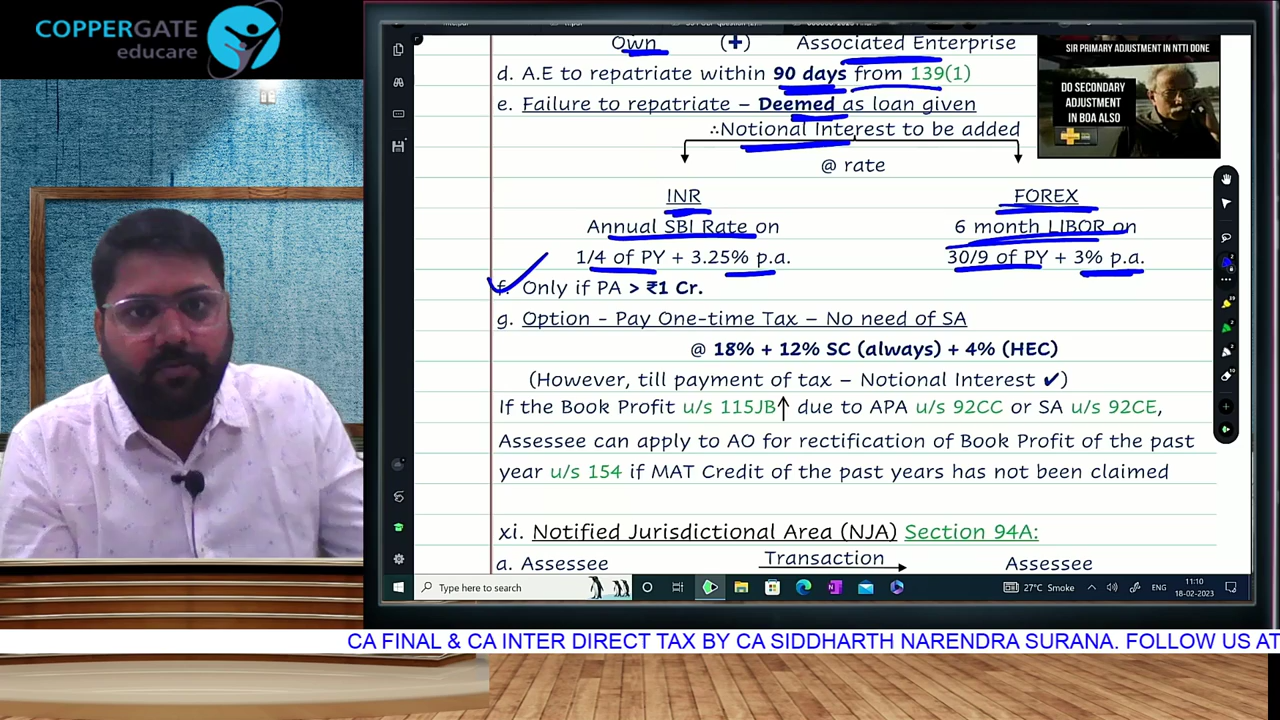 COPPERGATE
educare
Own (+) Associated Enterprise
d. A.E to repatriate within 90 days from 139(1)
e. Failure to repatriate – Deemed as loan given
∴Notional Interest to be added
@ rate
INR FOREX
Annual SBI Rate on 6 month LIBOR on
1/4 of PY + 3.25% p.a. 30/9 of PY + 3% p.a.
f. Only if PA > ₹1 Cr.
g. Option - Pay One-time Tax – No need of SA
@ 18% + 12% SC (always) + 4% (HEC)
(However, till payment of tax – Notional Interest ✔)
If the Book Profit u/s 115JB↑ due to APA u/s 92CC or SA u/s 92CE,
Assessee can apply to AO for rectification of Book Profit of the past
year u/s 154 if MAT Credit of the past years has not been claimed
xi. Notified Jurisdictional Area (NJA) Section 94A:
a. Assessee Transaction Assessee
SIR PRIMARY ADJUSTMENT IN NTTI DONE
DO SECONDARY
ADJUSTMENT
IN BOA ALSO
Type here to search
27°C Smoke
ENG
11:10
18-02-2023
CA FINAL & CA INTER DIRECT TAX BY CA SIDDHARTH NARENDRA SURANA. FOLLOW US AT